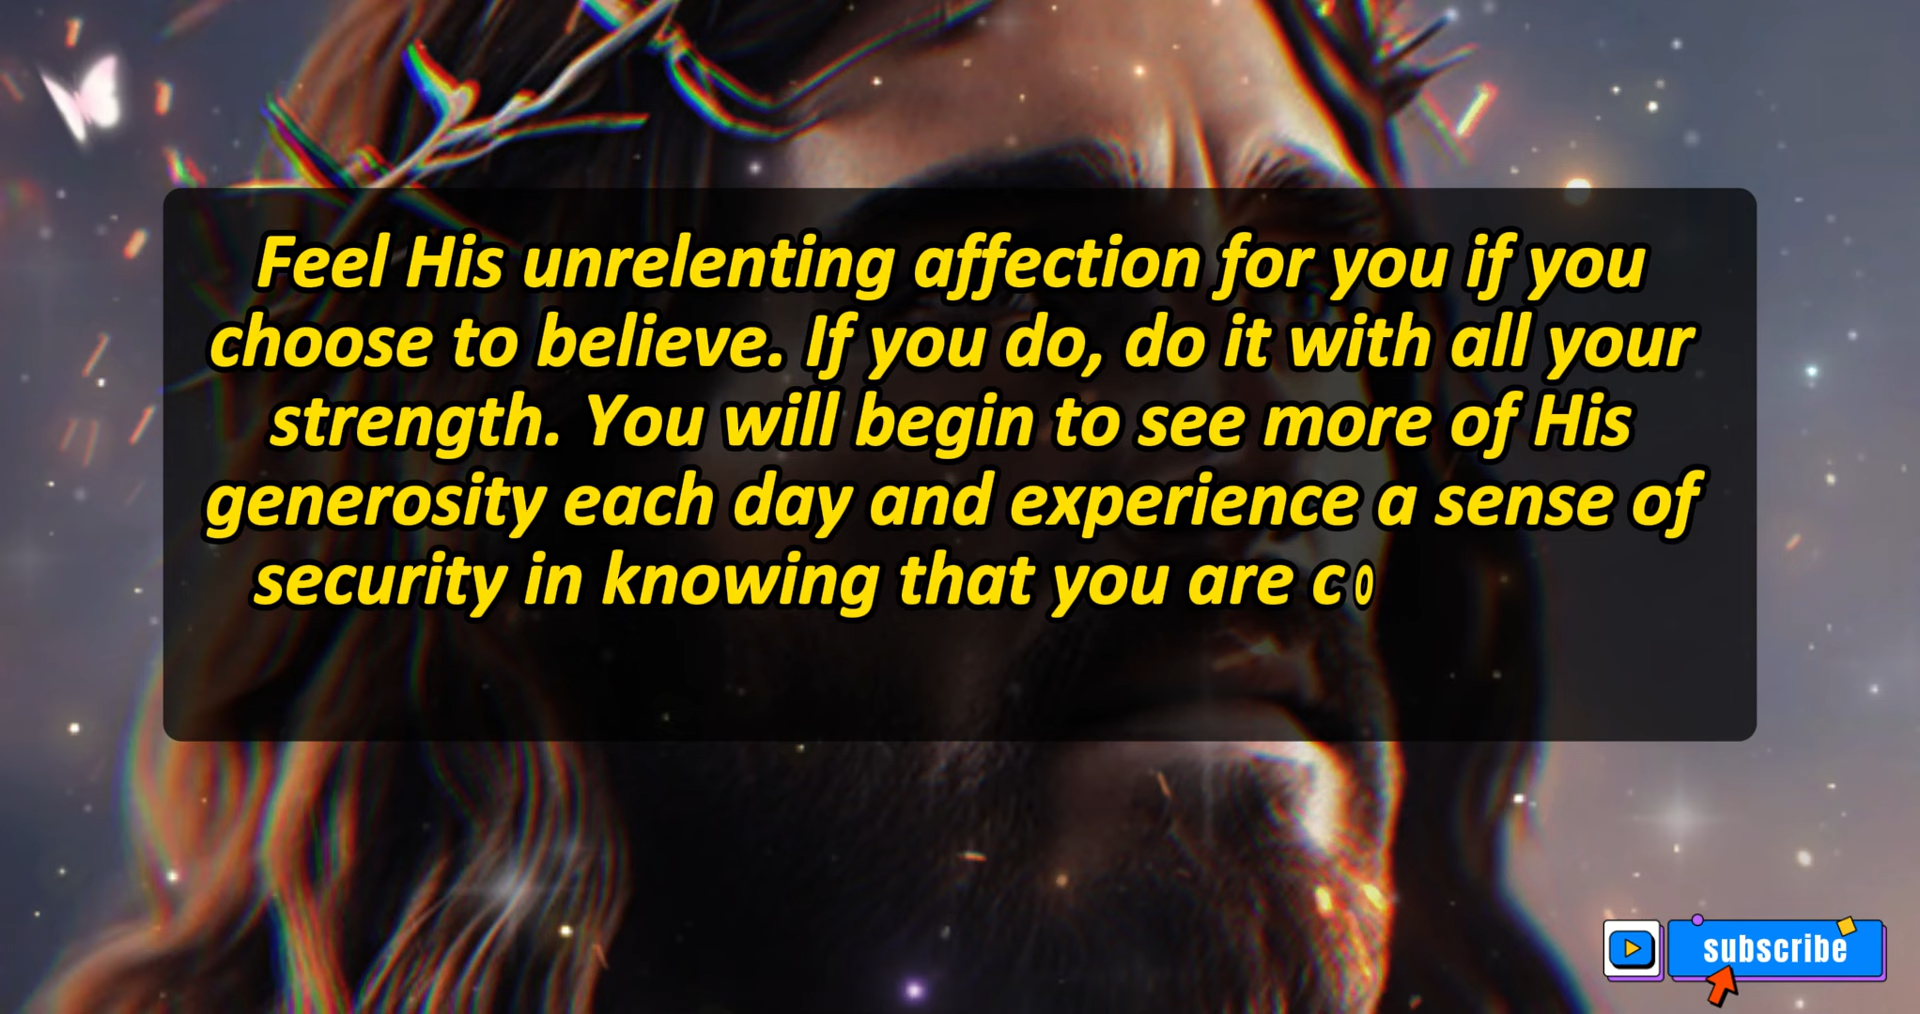 Feel His unrelenting affection for you if you
choose to believe. If you do, do it with all your
strength. You will begin to see more of His
generosity each day and experience a sense of
security in knowing that you are co
subscribe